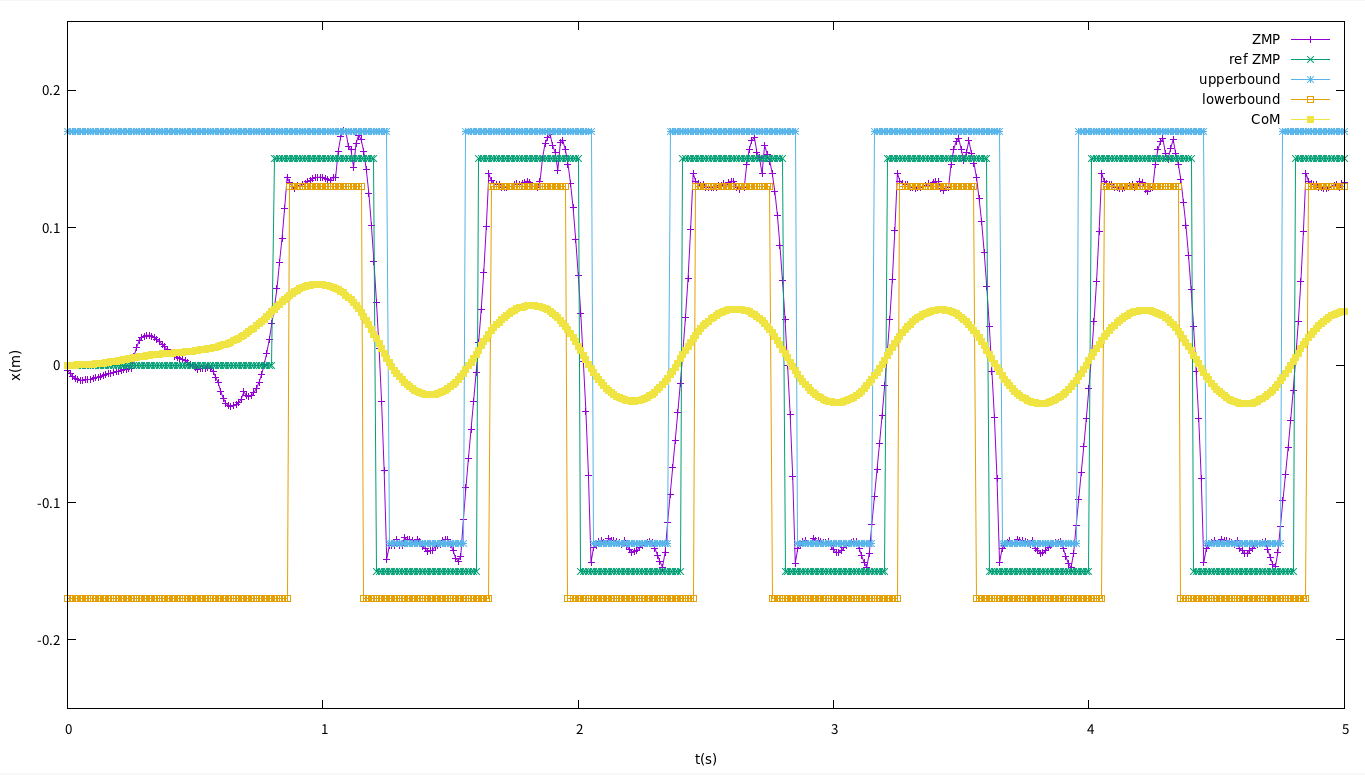 ZMP
ref ZMP
upperbound
lowerbound
CoM
0.2
0.1
0
-0.1
-0.2
x(m)
0 1 2 3 4 5
t(s)